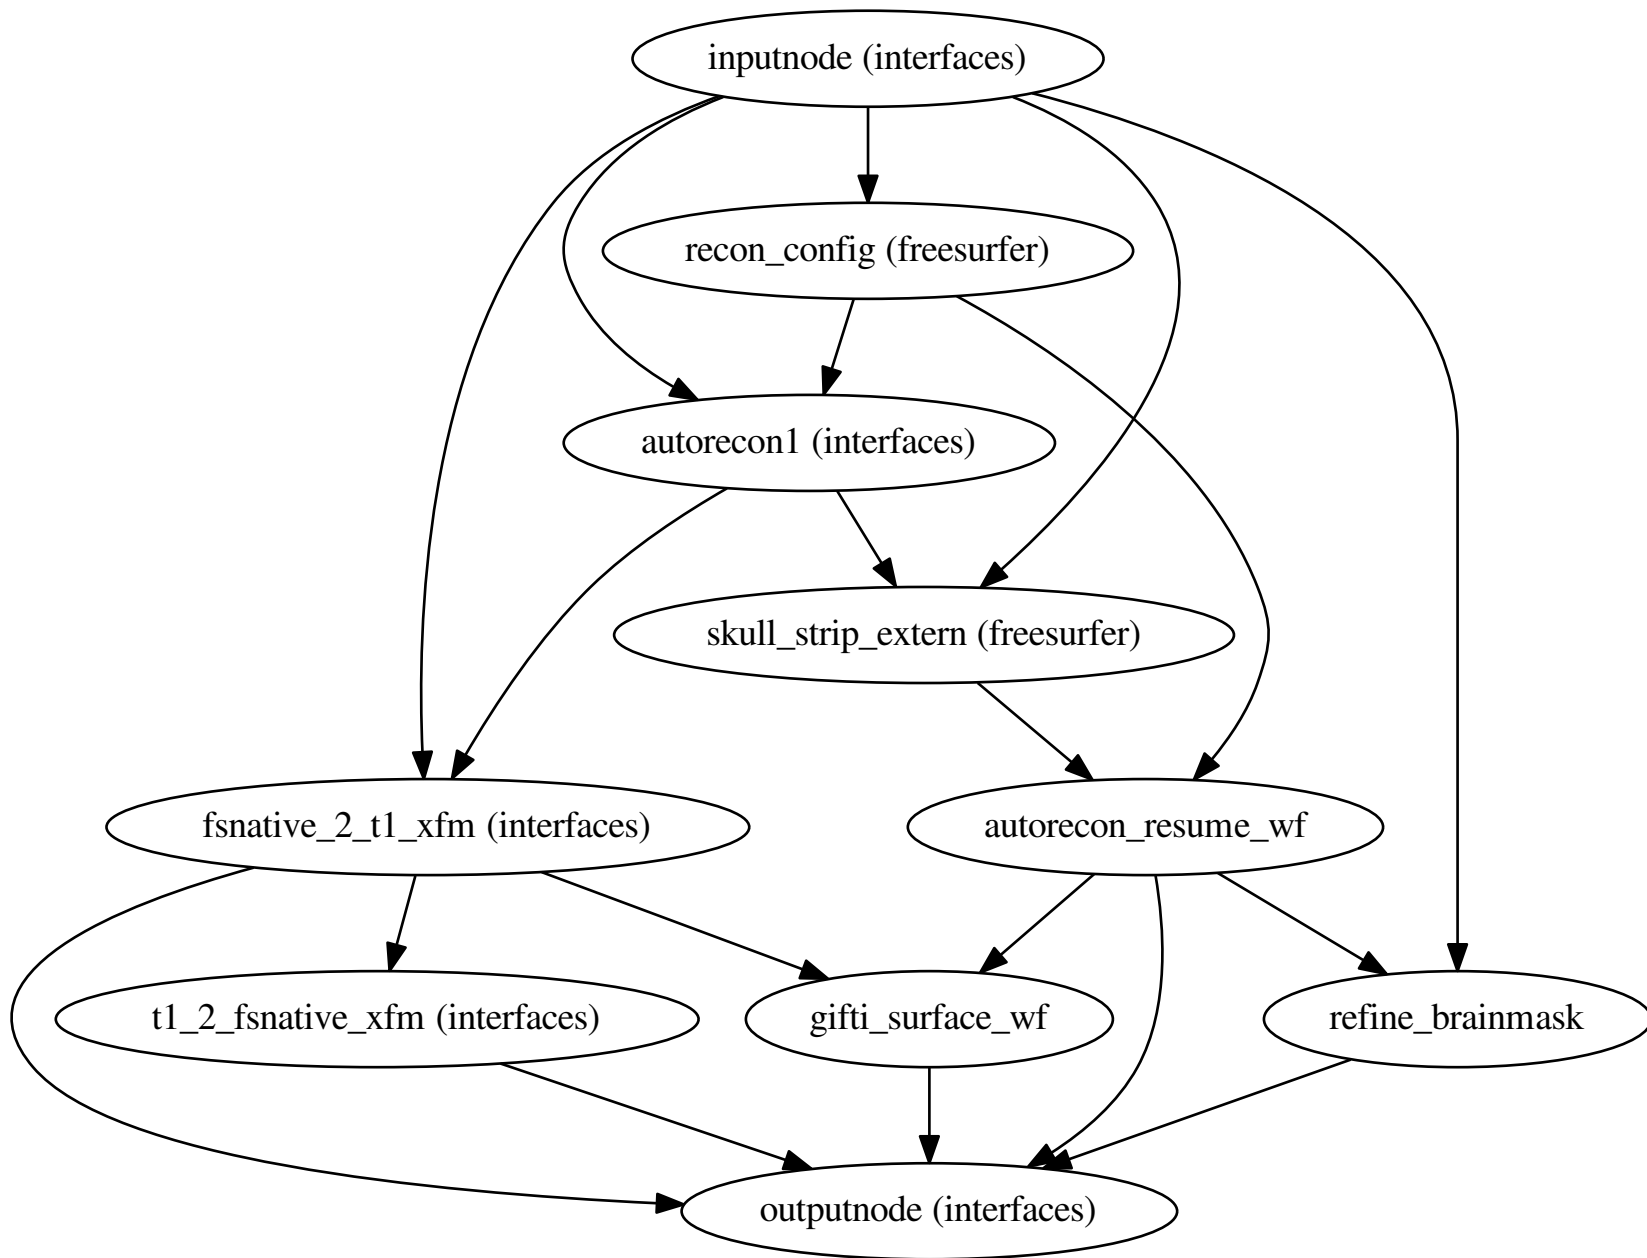 inputnode (interfaces)
recon_config (freesurfer)
autorecon1 (interfaces)
skull_strip_extern (freesurfer)
fsnative_2_t1_xfm (interfaces)
autorecon_resume_wf
t1_2_fsnative_xfm (interfaces)
gifti_surface_wf
refine_brainmask
outputnode (interfaces)